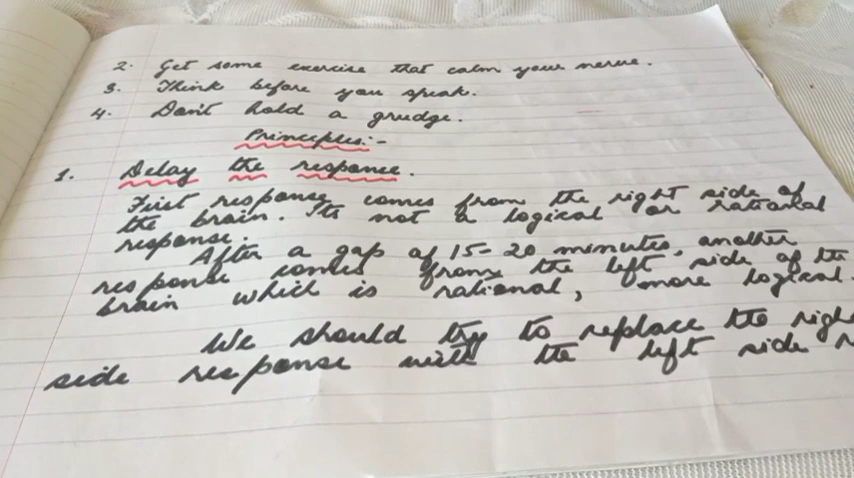 2. Get some exercise that calm your nerve.
3. Think before you speak.
4. Don't hold a grudge.
Principles:-
1. Delay the response.
First response comes from the right side of
the brain. Its not a logical or rational
response.
After a gap of 15-20 minutes, another
response comes from the left side of the
brain which is rational, more logical.
We should try to replace the righ
side response with the left side r